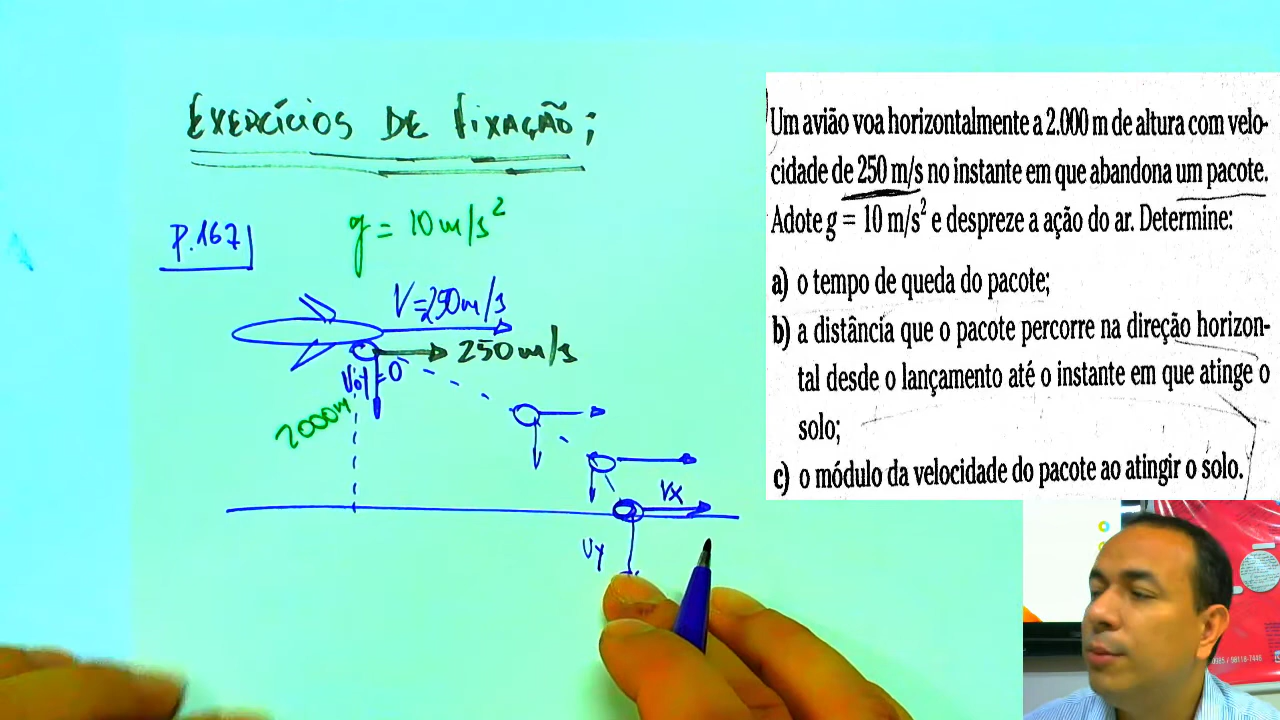 EXERCÍCIOS DE FIXAÇÃO;
g = 10 m/s²
P.167
V=250m/s
250m/s
Voy=0
2000m
Vx
Vy
Um avião voa horizontalmente a 2.000 m de altura com velo-
cidade de 250 m/s no instante em que abandona um pacote.
Adote g = 10 m/s² e despreze a ação do ar. Determine:
a) o tempo de queda do pacote;
b) a distância que o pacote percorre na direção horizon-
tal desde o lançamento até o instante em que atinge o
solo;
c) o módulo da velocidade do pacote ao atingir o solo.